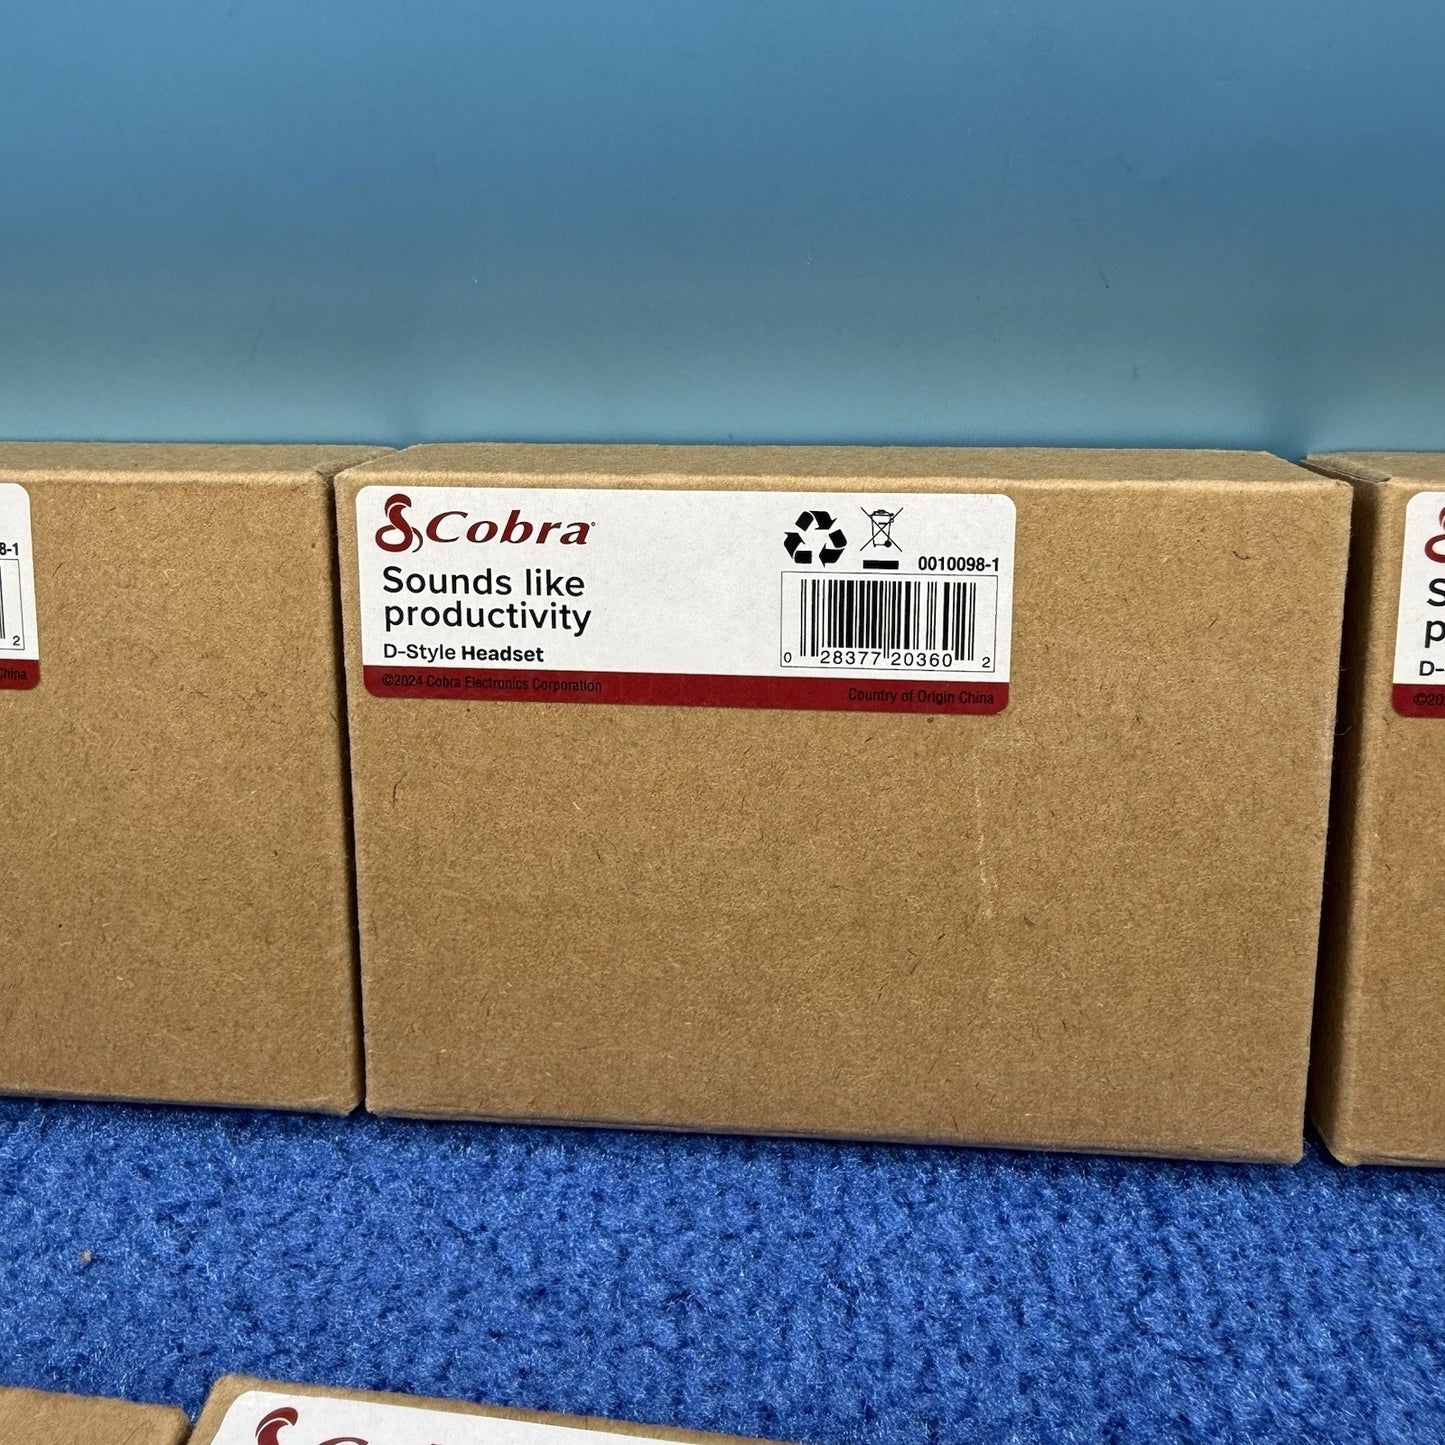 8-1
2
China
Cobra
Sounds like
productivity
D-Style Headset
©2024 Cobra Electronics Corporation
0010098-1
0 28377 20360 2
Country of Origin China
S
p
D-
©20